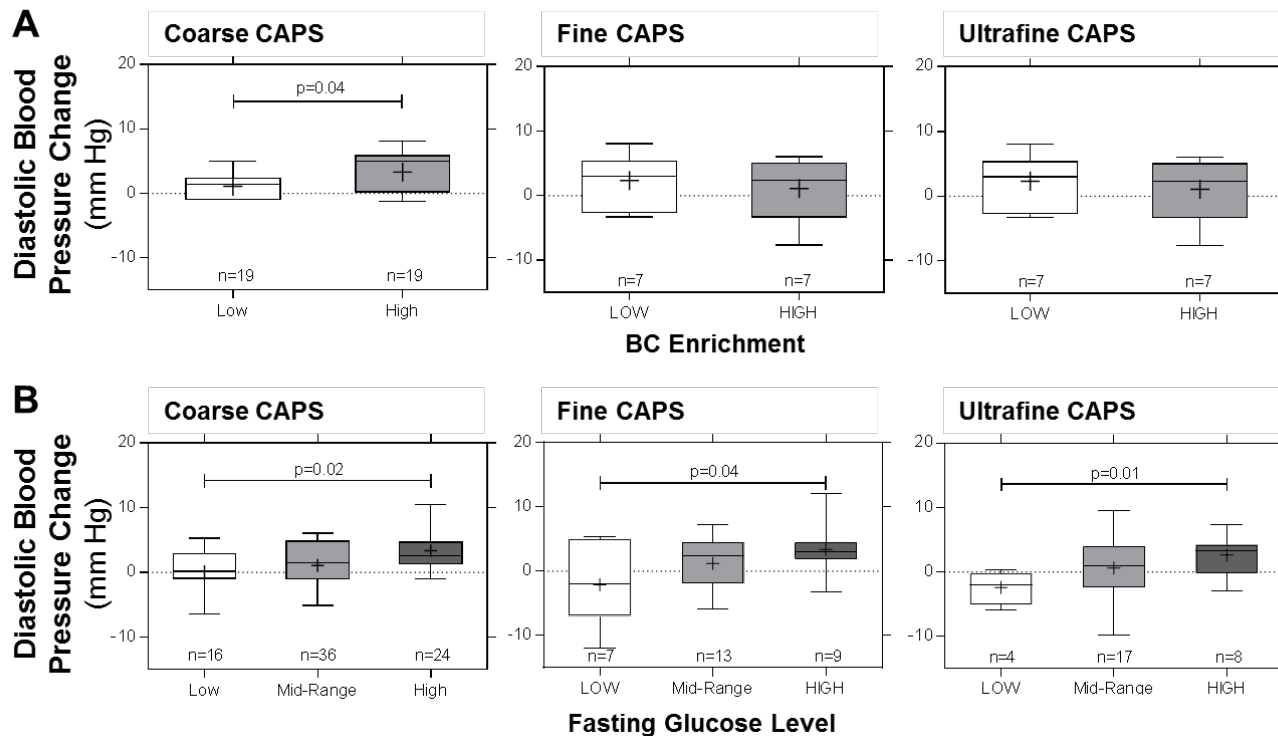 A
Coarse CAPS
Fine CAPS
Ultrafine CAPS
Diastolic Blood
Pressure Change
(mm Hg)
20
10
0
-10
p=0.04
n=19
n=19
Low
High
20
10
0
-10
n=7
n=7
LOW
HIGH
20
10
0
-10
n=7
n=7
LOW
HIGH
BC Enrichment
B
Coarse CAPS
Fine CAPS
Ultrafine CAPS
Diastolic Blood
Pressure Change
(mm Hg)
20
10
0
-10
p=0.02
n=16
n=36
n=24
Low
Mid-Range
High
20
10
0
-10
p=0.04
n=7
n=13
n=9
LOW
Mid-Range
HIGH
20
10
0
-10
p=0.01
n=4
n=17
n=8
LOW
Mid-Range
HIGH
Fasting Glucose Level